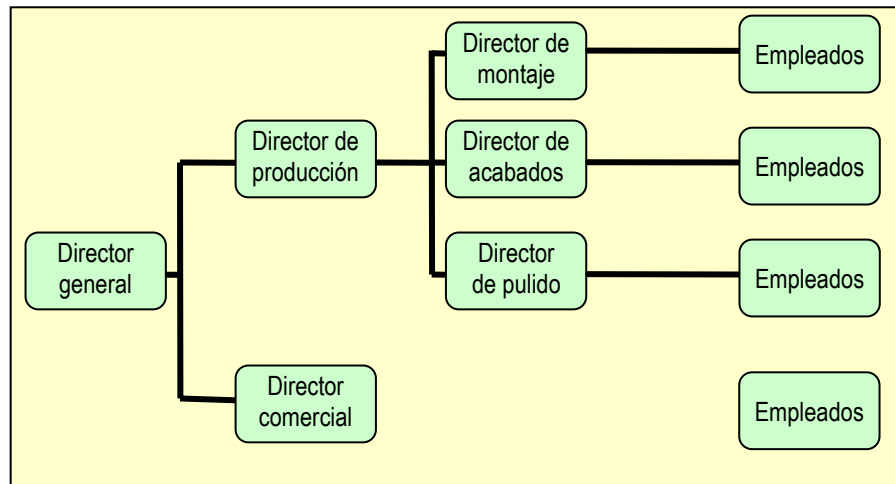 Director de
montaje
Empleados
Director de
producción
Director de
acabados
Empleados
Director
general
Director
de pulido
Empleados
Director
comercial
Empleados